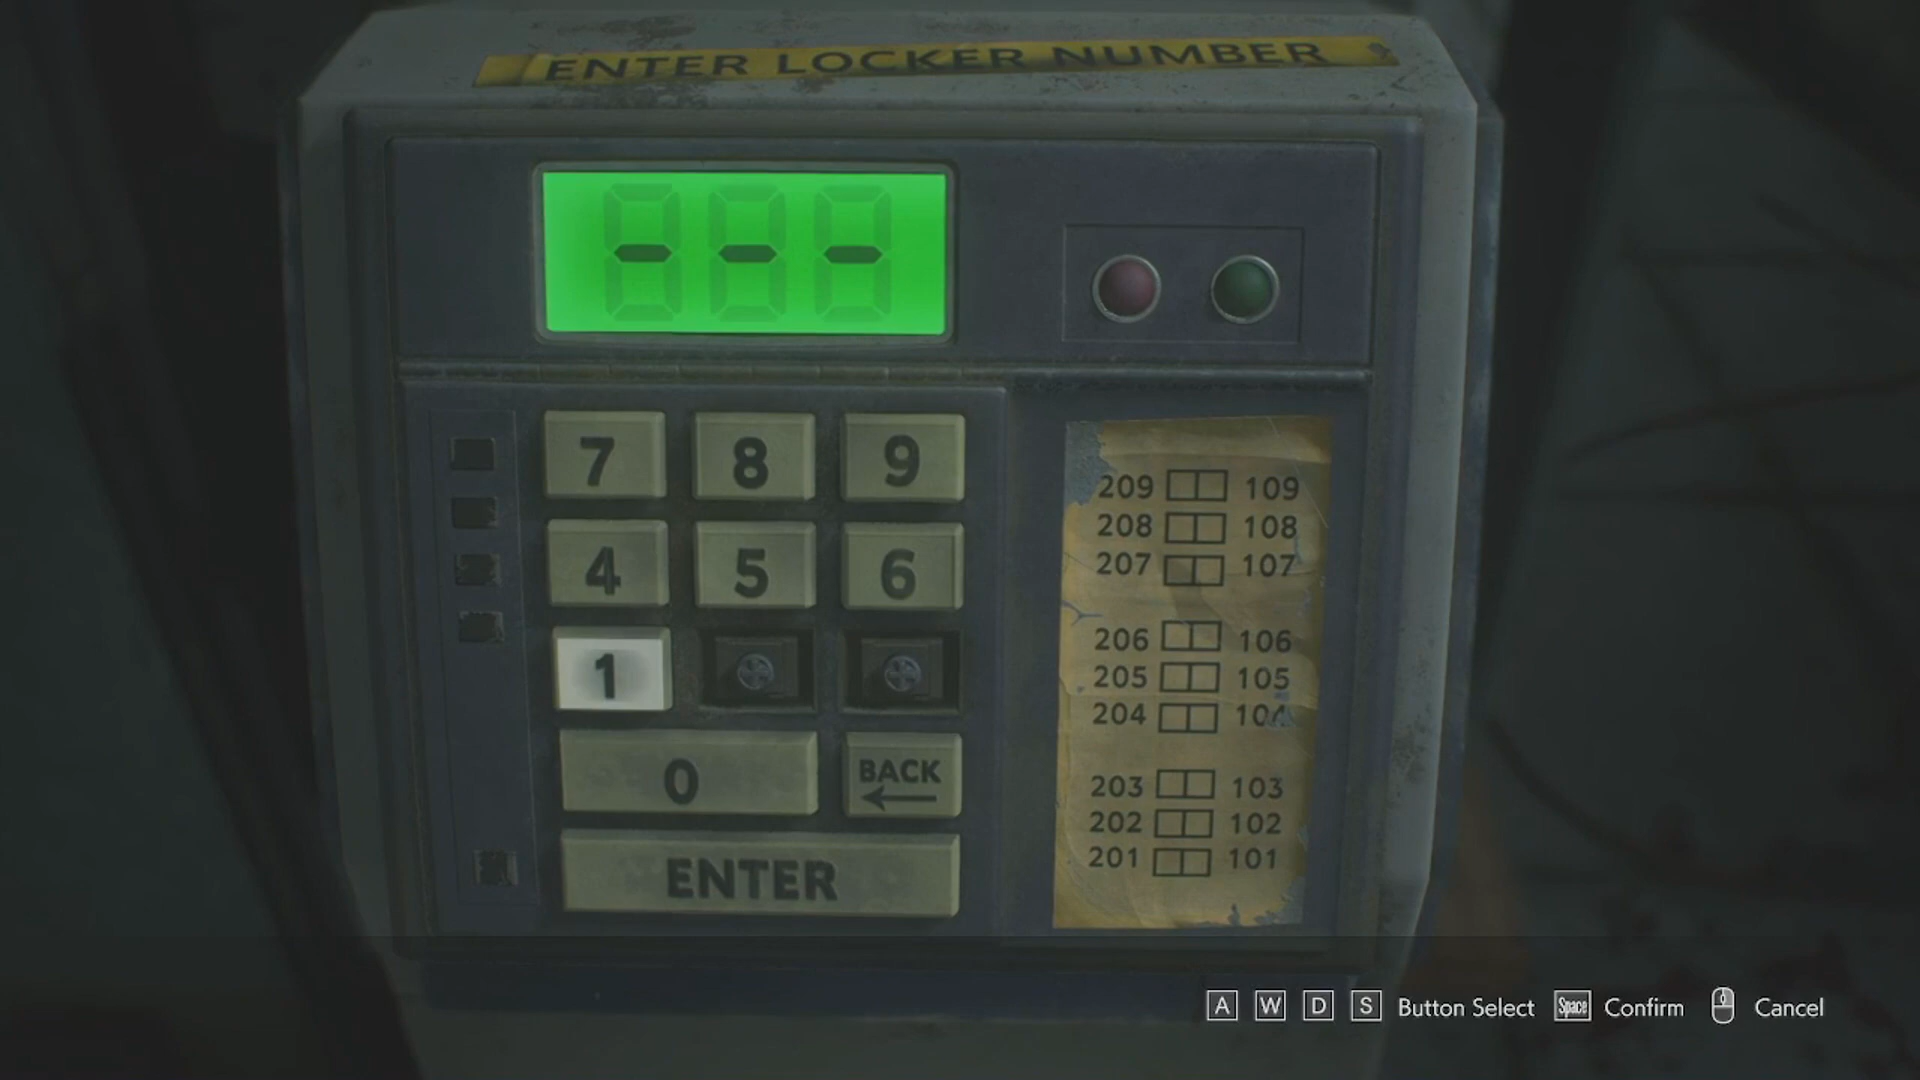 ENTER LOCKER NUMBER
- - -
7 8 9
4 5 6
1
0 BACK
ENTER
209 109
208 108
207 107
206 106
205 105
204 104
203 103
202 102
201 101
A W D S Button Select Space Confirm Cancel